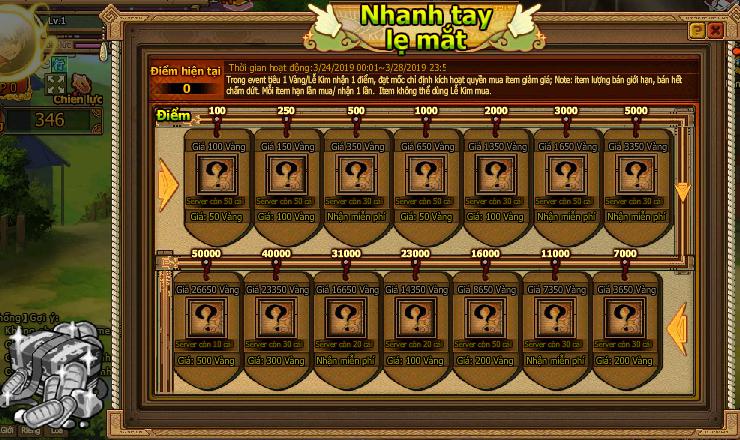 Nhanh tay
lẹ mắt
Lv.1
Điểm hiện tại
0
Thời gian hoạt động:3/24/2019 00:01~3/28/2019 23:5
Trong event tiêu 1 Vàng/Lễ Kim nhận 1 điểm, đạt mốc chỉ định kích hoạt quyền mua item giảm giá; Note: item lượng bán giới hạn, bán hết
chấm dứt. Mỗi item hạn lần mua/ nhận 1 lần. Item không thể dùng Lễ Kim mua.
Chiến lực
346
Điểm 100 250 500 1000 2000 3000 5000
Giá 100 Vàng Giá 150 Vàng Giá 350 Vàng Giá 650 Vàng Giá 1350 Vàng Giá 1650 Vàng Giá 3350 Vàng
Server còn 50 cái Server còn 30 cái Server còn 30 cái Server còn 50 cái Server còn 30 cái Server còn 30 cái Server còn 30 cái
Giá: 50 Vàng Giá: 100 Vàng Nhận miễn phí Giá: 50 Vàng Giá: 100 Vàng Nhận miễn phí Nhận miễn phí
50000 40000 31000 23000 16000 11000 7000
Giá 26650 Vàng Giá 23350 Vàng Giá 16650 Vàng Giá 14350 Vàng Giá 8650 Vàng Giá 7350 Vàng Giá 3650 Vàng
Server còn 10 cái Server còn 30 cái Server còn 20 cái Server còn 20 cái Server còn 50 cái Server còn 30 cái Server còn 30 cái
Giá: 500 Vàng Giá: 300 Vàng Nhận miễn phí Giá: 100 Vàng Giá: 200 Vàng Nhận miễn phí Giá: 200 Vàng
Gợi ý:
Giới Riêng Loa